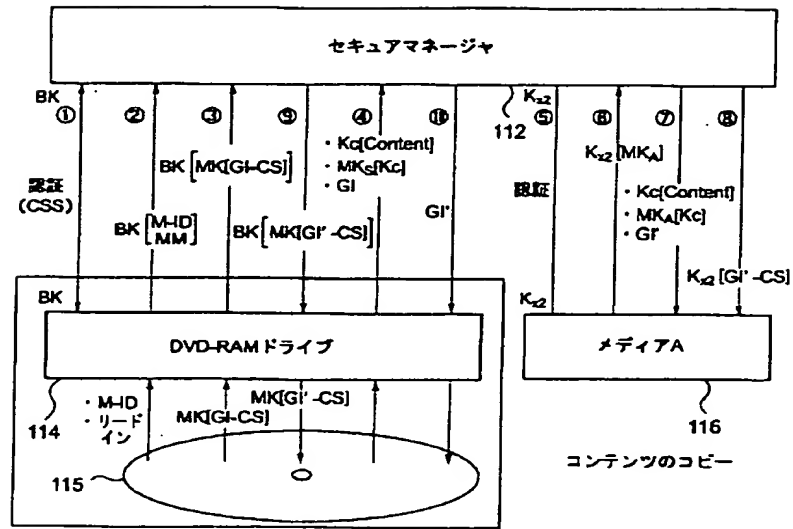 セキュアマネージャ
BK
① ② ③ ⑨ ④ ⑩
112
K_x2
⑤ ⑥ ⑦ ⑧
認証
(CSS)
BK[M-ID
MM]
BK[MK[GI-CS]]
BK[MK[GI'-CS]]
・Kc[Content]
・MK_S[Kc]
・GI
GI'
認証
K_x2[MK_A]
・Kc[Content]
・MK_A[Kc]
・GI'
K_x2[GI'-CS]
BK
K_x2
DVD-RAMドライブ
メディアA
114
・M-ID
・リード
イン
MK[GI-CS]
MK[GI'-CS]
116
115
コンテンツのコピー